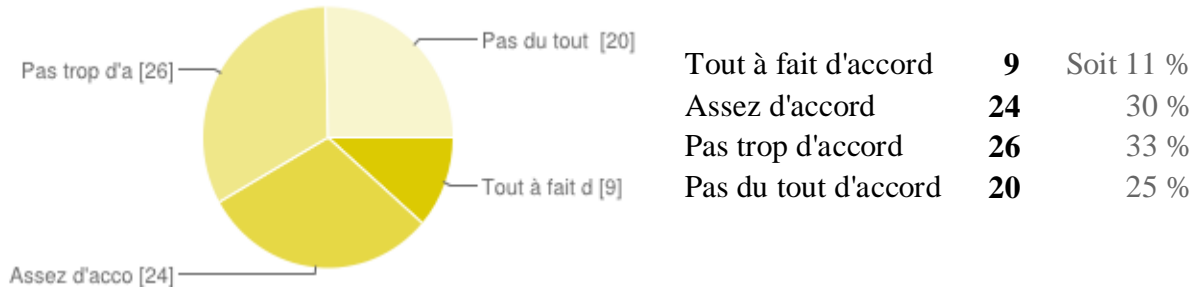 Pas du tout [20]
Pas trop d'a [26]
Tout à fait d [9]
Assez d'acco [24]
Tout à fait d'accord 9 Soit 11 %
Assez d'accord 24 30 %
Pas trop d'accord 26 33 %
Pas du tout d'accord 20 25 %